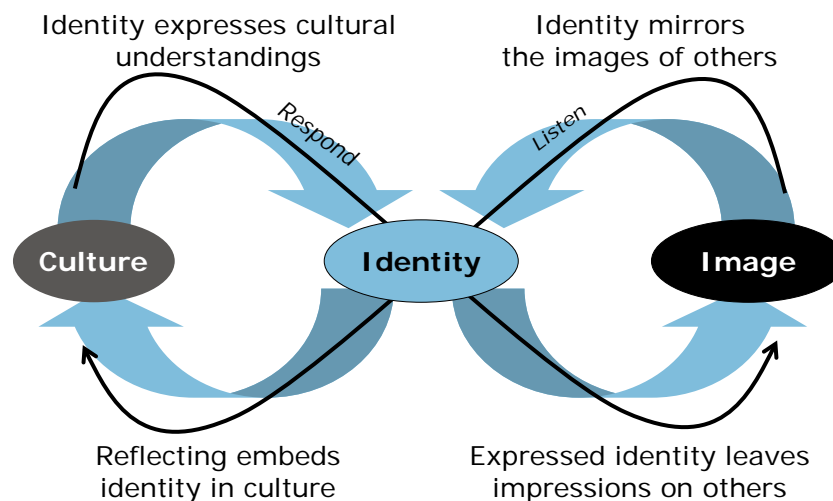 Identity expresses cultural
understandings
Identity mirrors
the images of others
Respond
Listen
Culture
Identity
Image
Reflecting embeds
identity in culture
Expressed identity leaves
impressions on others